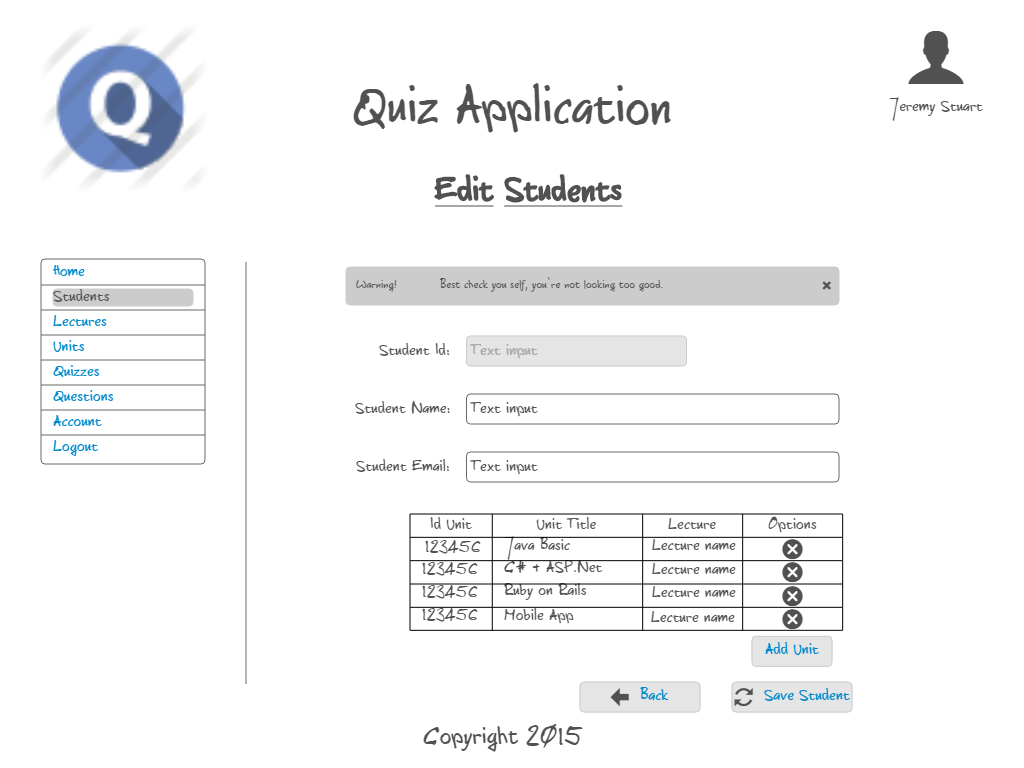 Q
Jeremy Stuart
Quiz Application
Edit Students
Home
Students
Lectures
Units
Quizzes
Questions
Account
Logout
Warning! Best check you self, you're not looking too good.
Student Id: Text input
Student Name: Text input
Student Email: Text input
Id Unit Unit Title Lecture Options
123456 Java Basic Lecture name
123456 C# + ASP.Net Lecture name
123456 Ruby on Rails Lecture name
123456 Mobile App Lecture name
Add Unit
Back Save Student
Copyright 2015